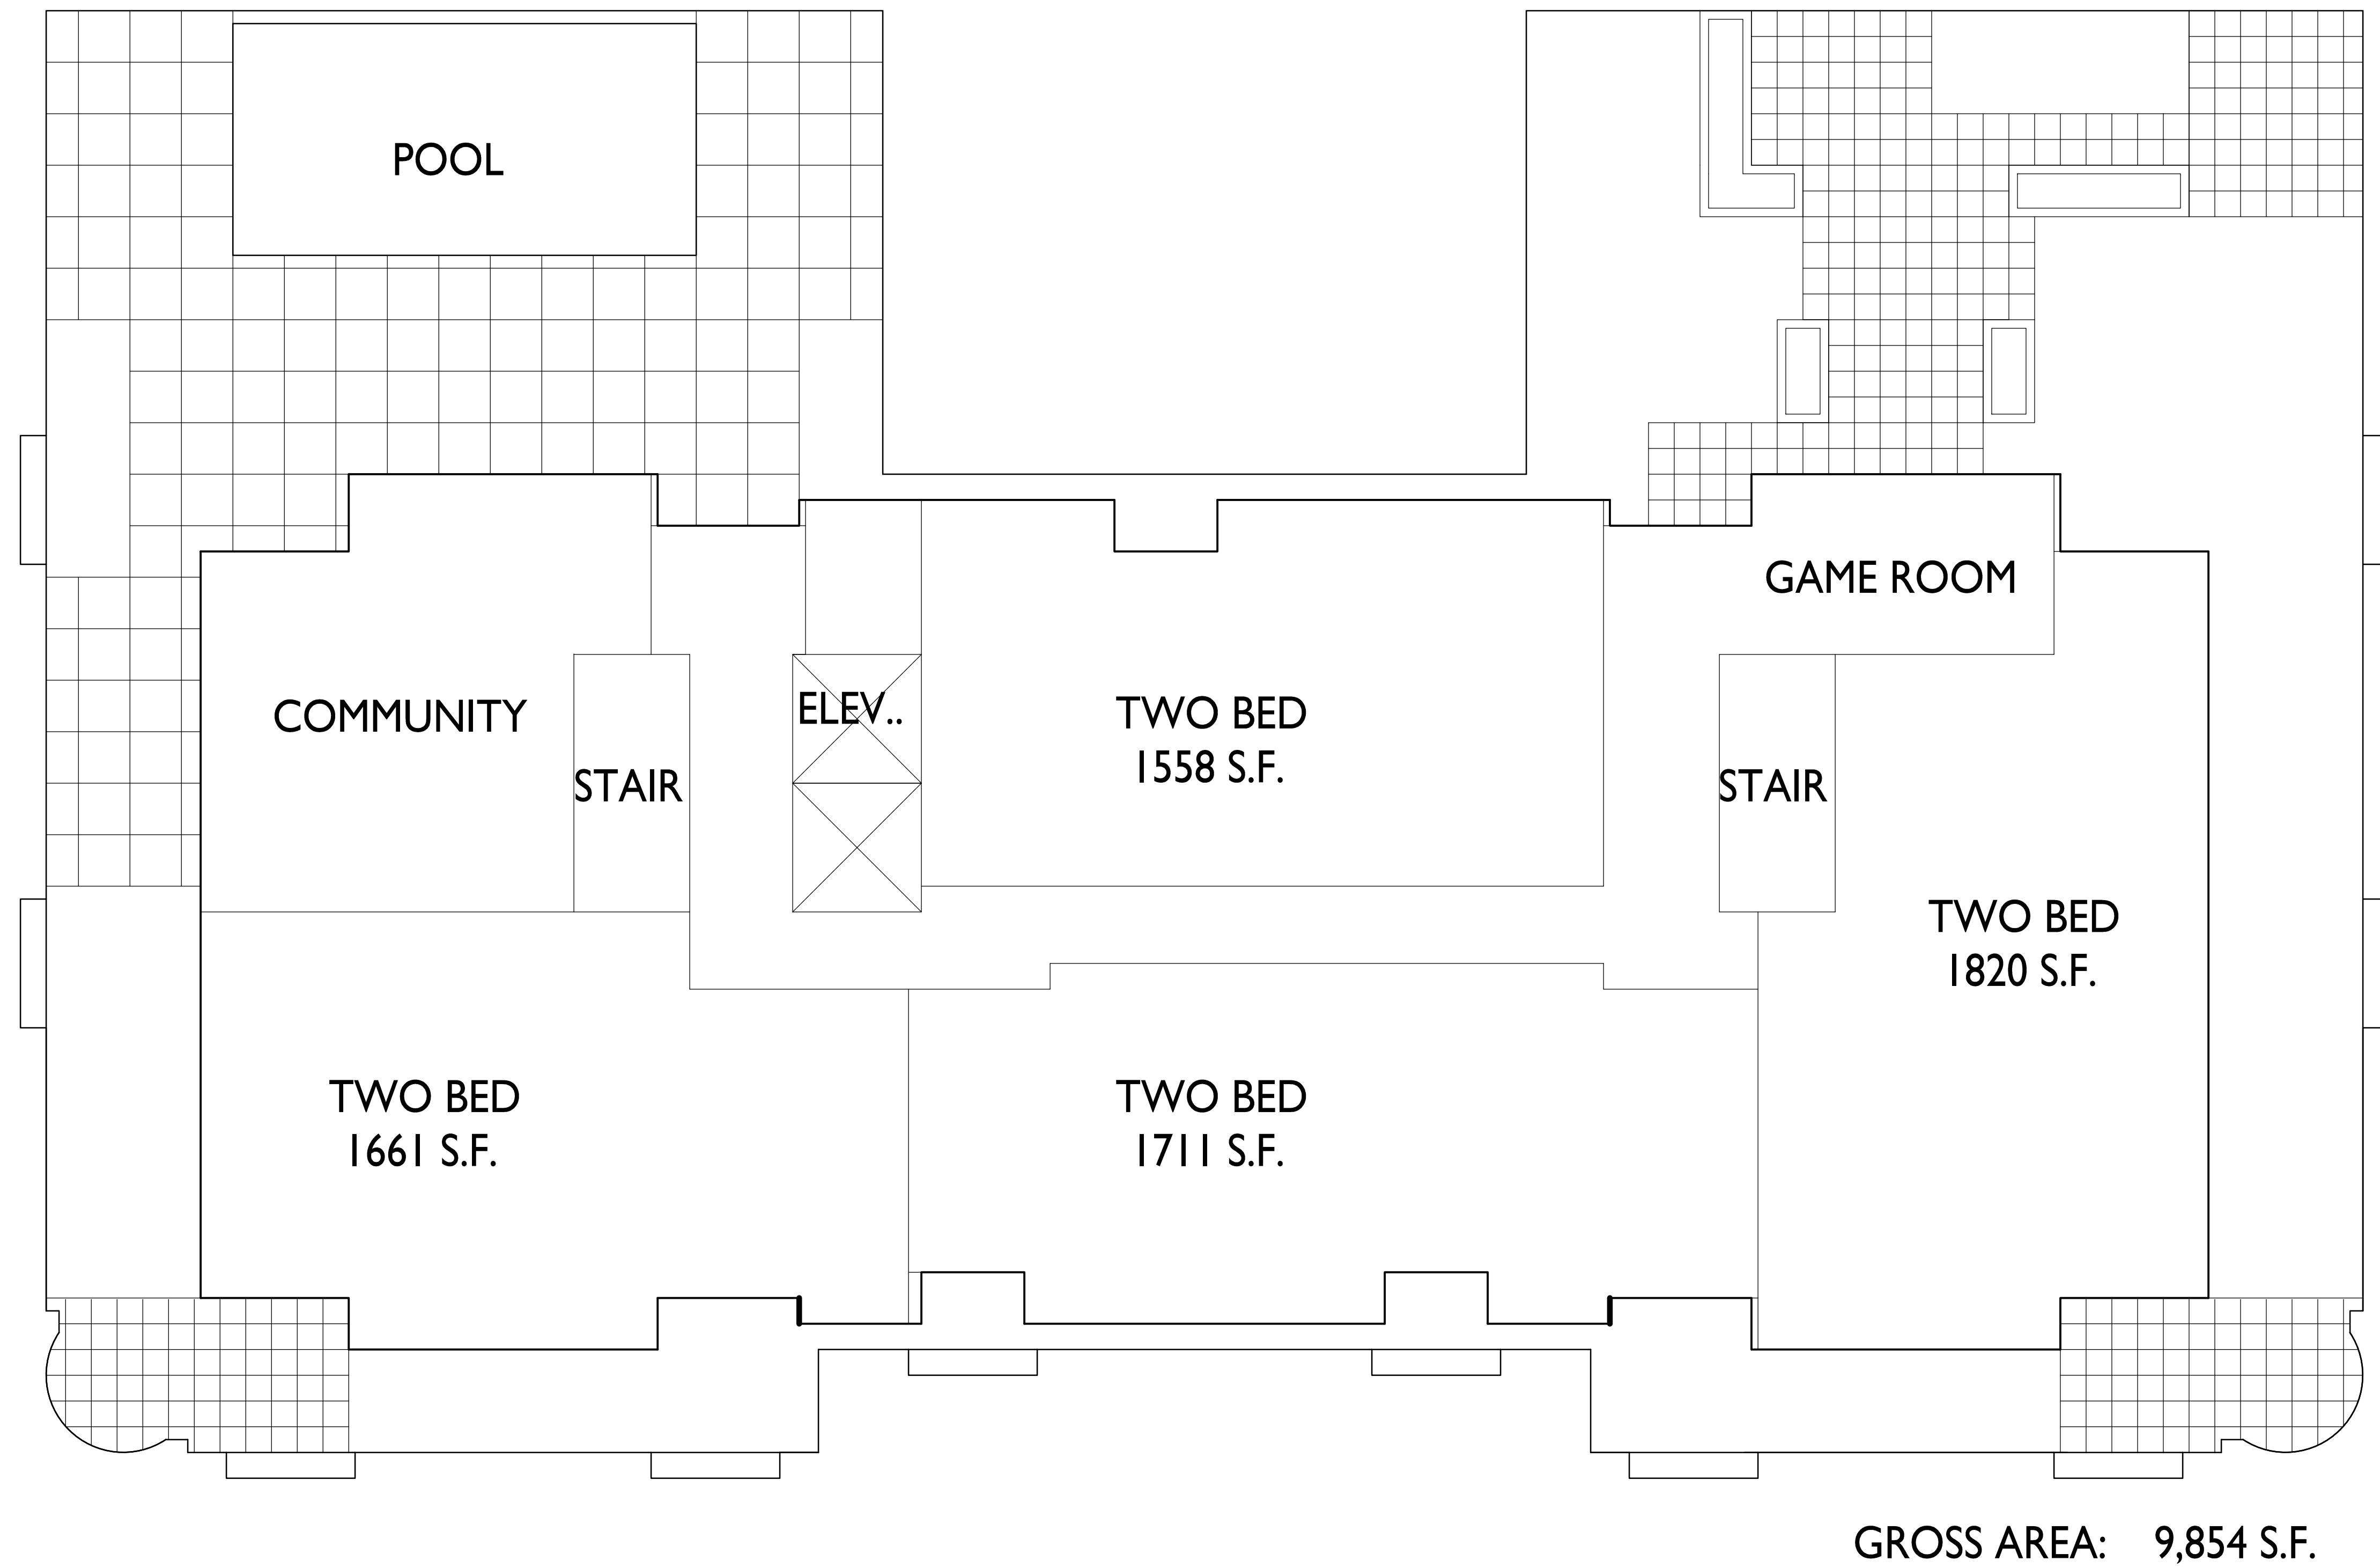 POOL
GAME ROOM
COMMUNITY
ELEV..
TWO BED
1558 S.F.
STAIR
STAIR
TWO BED
1820 S.F.
TWO BED
1661 S.F.
TWO BED
1711 S.F.
GROSS AREA: 9,854 S.F.